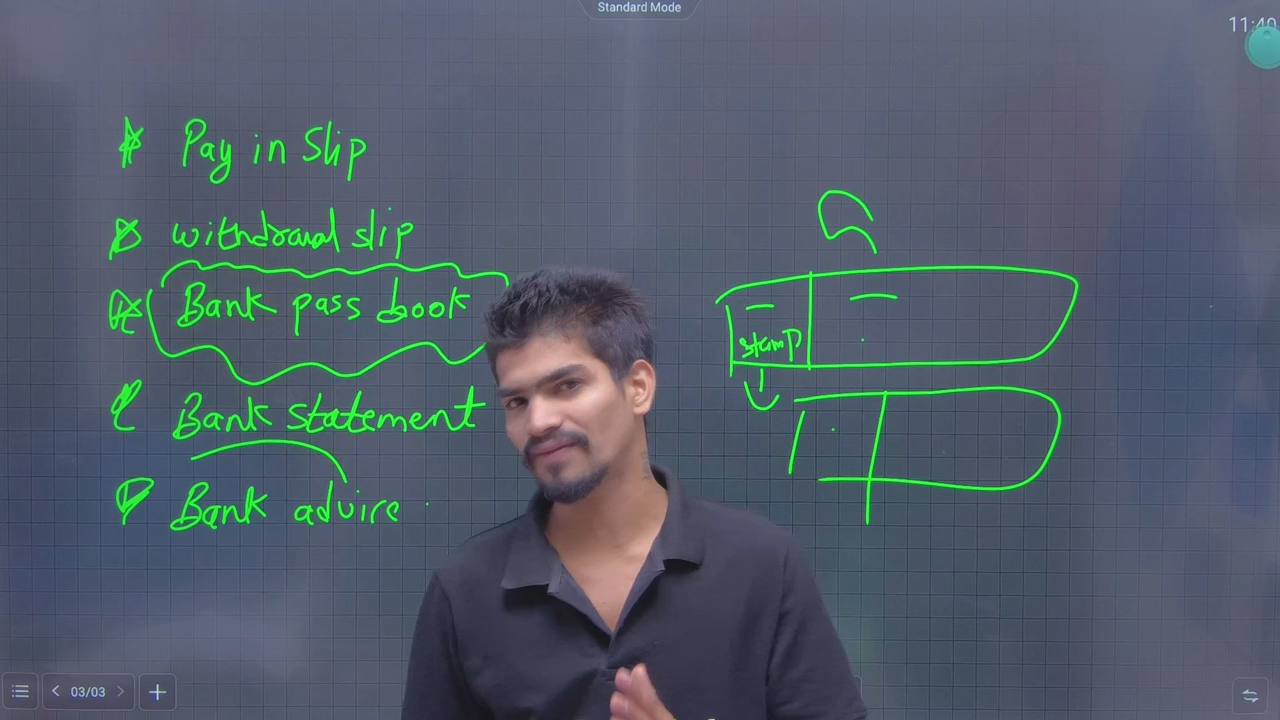 Standard Mode
11:40
Pay in Slip
withdrawal slip
Bank pass book
Bank statement
Bank advice
stamp
03/03